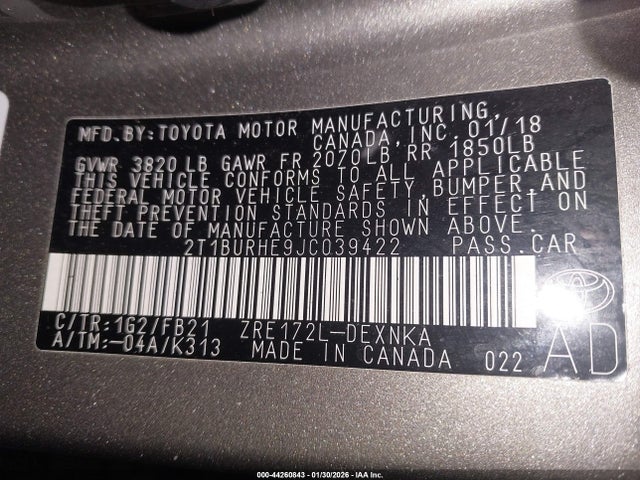 MFD.BY:TOYOTA MOTOR MANUFACTURING,
CANADA,INC. 01/18
GVWR 3820 LB GAWR FR 2070LB, RR 1850LB
THIS VEHICLE CONFORMS TO ALL APPLICABLE
FEDERAL MOTOR VEHICLE SAFETY, BUMPER,AND
THEFT PREVENTION STANDARDS IN EFFECT ON
THE DATE OF MANUFACTURE SHOWN ABOVE.
2T1BURHE9JC039422 PASS.CAR
C/TR:1G2/FB21 ZRE172L-DEXNKA
A/TM:-04A/K313 MADE IN CANADA 022
AD
000-44260843 / 01/30/2026 - IAA Inc.